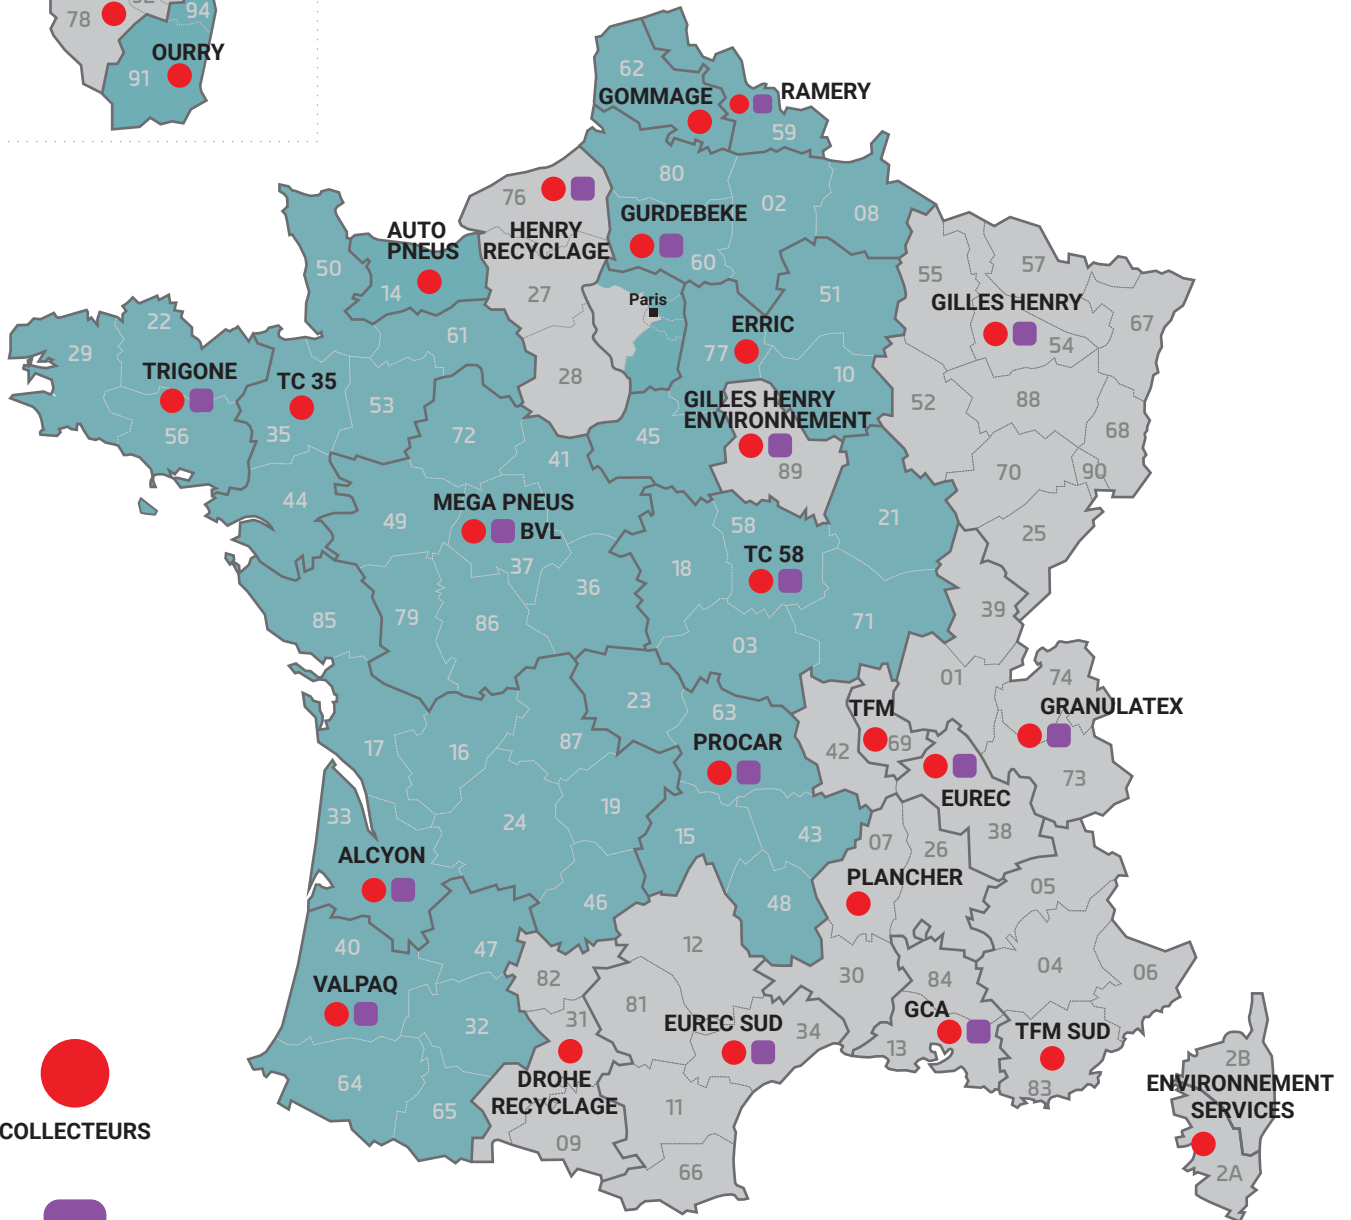 92
94
78
OURRY
91
62
GOMMAGE
RAMERY
59
80
76
02
08
GURDEBEKE
AUTO
PNEUS
HENRY
RECYCLAGE
60
50
14
27
55
57
51
GILLES HENRY
Paris
67
22
61
ERRIC
29
77
54
TRIGONE
TC 35
28
10
53
GILLES HENRY
ENVIRONNEMENT
52
88
56
35
72
45
68
41
89
70
90
44
49
MEGA PNEUS
BVL
58
21
25
TC 58
37
18
36
39
85
79
86
71
03
01
74
23
63
TFM
GRANULATEX
17
16
87
PROCAR
42
69
73
EUREC
33
24
19
15
43
07
38
26
ALCYON
PLANCHER
05
46
48
40
47
12
82
30
84
04
06
VALPAQ
81
GCA
32
31
EUREC SUD
34
13
TFM SUD
2B
64
DROHE
RECYCLAGE
83
ENVIRONNEMENT
SERVICES
65
11
COLLECTEURS
09
66
2A